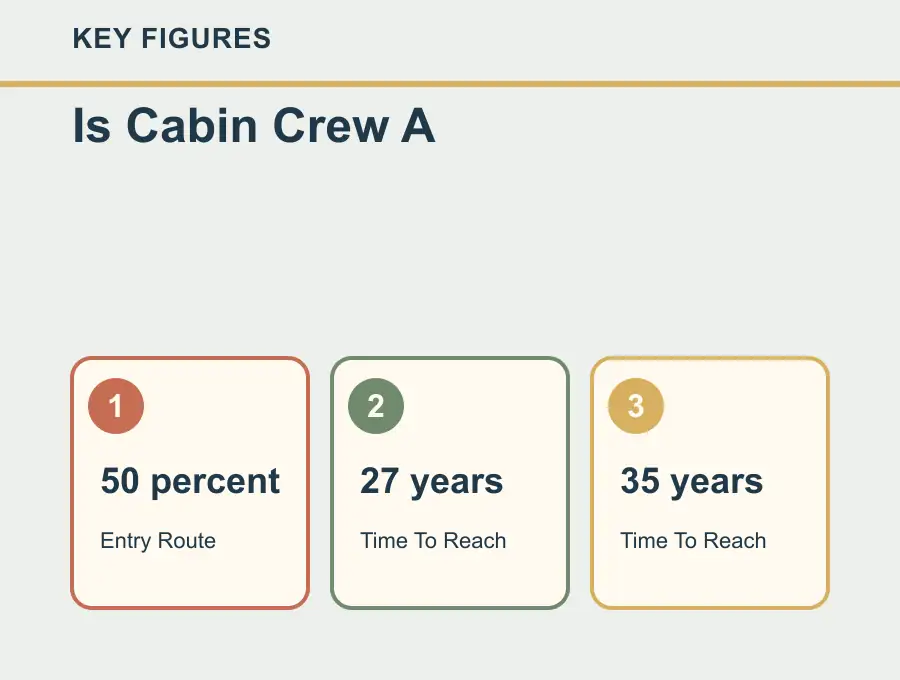 KEY FIGURES
Is Cabin Crew A
1
2
3
50 percent
27 years
35 years
Entry Route
Time To Reach
Time To Reach